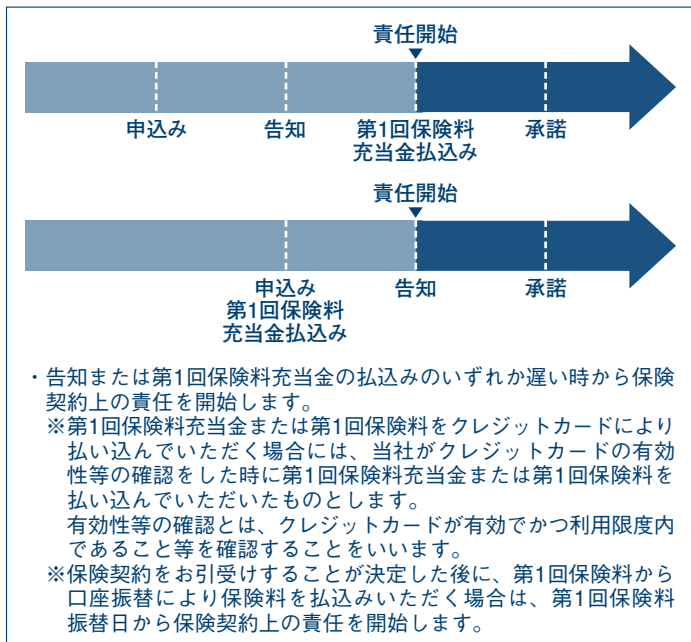 責任開始
▼
申込み 告知 第1回保険料 承諾
充当金払込み
責任開始
▼
申込み 告知 承諾
第1回保険料
充当金払込み
・告知または第1回保険料充当金の払込みのいずれか遅い時から保険
契約上の責任を開始します。
※第1回保険料充当金または第1回保険料をクレジットカードにより
払い込んでいただく場合には、当社がクレジットカードの有効
性等の確認をした時に第1回保険料充当金または第1回保険料を
払い込んでいただいたものとします。
有効性等の確認とは、クレジットカードが有効でかつ利用限度内
であること等を確認することをいいます。
※保険契約をお引受けすることが決定した後に、第1回保険料から
口座振替により保険料を払込みいただく場合は、第1回保険料
振替日から保険契約上の責任を開始します。